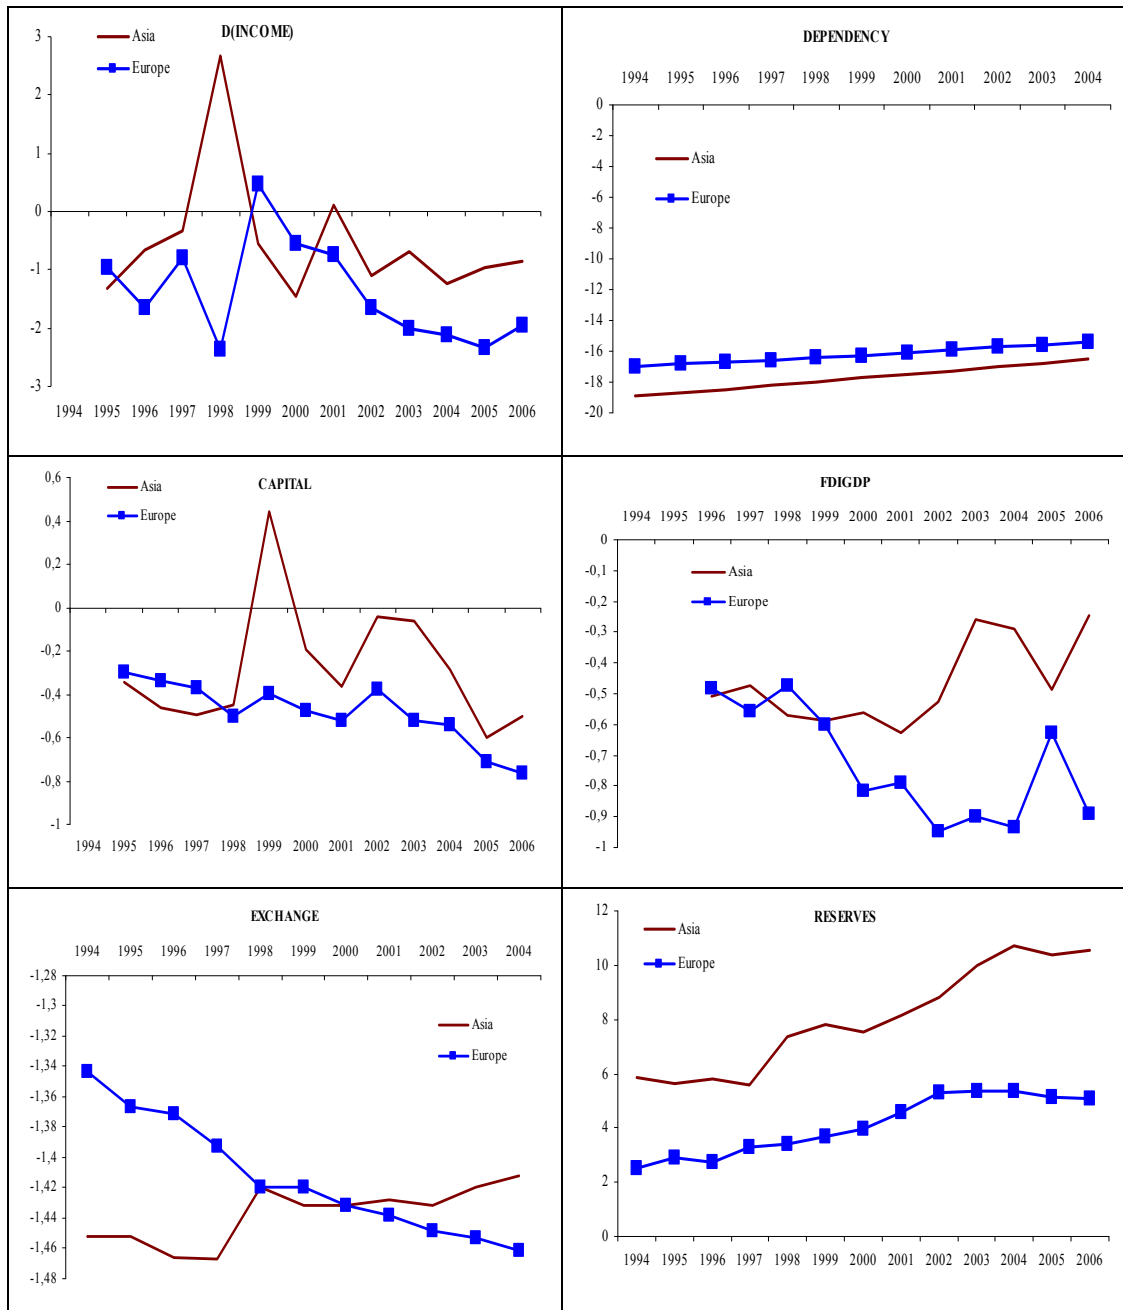 D(INCOME)
Asia
Europe
3
2
1
0
-1
-2
-3
1994 1995 1996 1997 1998 1999 2000 2001 2002 2003 2004 2005 2006
DEPENDENCY
1994 1995 1996 1997 1998 1999 2000 2001 2002 2003 2004
0
-2
-4
-6
-8
-10
-12
-14
-16
-18
-20
Asia
Europe
CAPITAL
Asia
Europe
0,6
0,4
0,2
0
-0,2
-0,4
-0,6
-0,8
-1
1994 1995 1996 1997 1998 1999 2000 2001 2002 2003 2004 2005 2006
FDIGDP
1994 1995 1996 1997 1998 1999 2000 2001 2002 2003 2004 2005 2006
0
-0,1
-0,2
-0,3
-0,4
-0,5
-0,6
-0,7
-0,8
-0,9
-1
Asia
Europe
EXCHANGE
1994 1995 1996 1997 1998 1999 2000 2001 2002 2003 2004
-1,28
-1,3
-1,32
-1,34
-1,36
-1,38
-1,4
-1,42
-1,44
-1,46
-1,48
Asia
Europe
RESERVES
Asia
Europe
12
10
8
6
4
2
0
1994 1995 1996 1997 1998 1999 2000 2001 2002 2003 2004 2005 2006